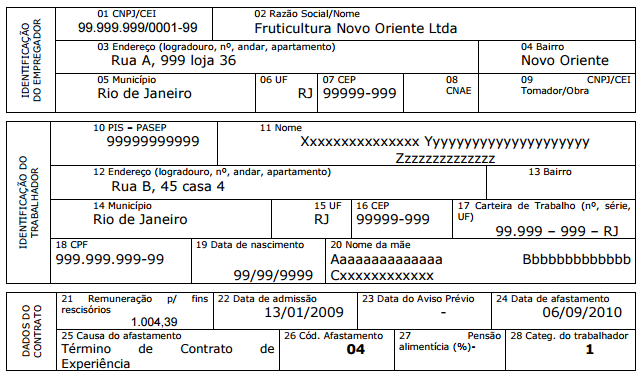 IDENTIFICAÇÃO DO EMPREGADOR
01 CNPJ/CEI
99.999.999/0001-99
02 Razão Social/Nome
Fruticultura Novo Oriente Ltda
03 Endereço (logradouro, nº, andar, apartamento)
Rua A, 999 loja 36
04 Bairro
Novo Oriente
05 Município
Rio de Janeiro
06 UF
RJ
07 CEP
99999-999
08 CNAE
09 CNPJ/CEI Tomador/Obra
IDENTIFICAÇÃO DO TRABALHADOR
10 PIS – PASEP
99999999999
11 Nome
Xxxxxxxxxxxxxxx Yyyyyyyyyyyyyyyyyyyyy
Zzzzzzzzzzzzz
12 Endereço (logradouro, nº, andar, apartamento)
Rua B, 45 casa 4
13 Bairro
14 Município
Rio de Janeiro
15 UF
RJ
16 CEP
99999-999
17 Carteira de Trabalho (nº, série, UF)
99.999 – 999 – RJ
18 CPF
999.999.999-99
19 Data de nascimento
99/99/9999
20 Nome da mãe
Aaaaaaaaaaaaaa Bbbbbbbbbbbbb
Cxxxxxxxxxxxx
DADOS DO CONTRATO
21 Remuneração p/ fins rescisórios
1.004,39
22 Data de admissão
13/01/2009
23 Data do Aviso Prévio
-
24 Data de afastamento
06/09/2010
25 Causa do afastamento
Término de Contrato de
Experiência
26 Cód. Afastamento
04
27 Pensão alimentícia (%)-
28 Categ. do trabalhador
1